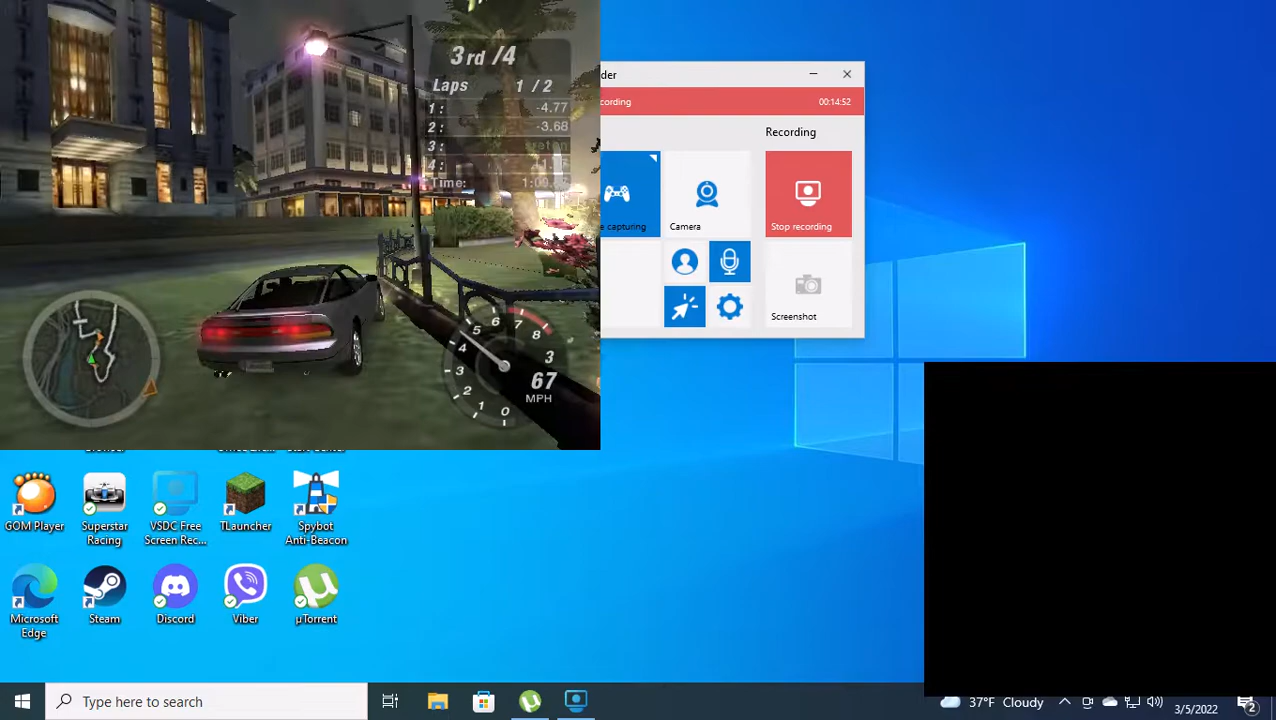 3rd /4
Laps 1 / 2
1 : -4.77
2 : -3.68
3 :
4 :
Time:
3
67
MPH
0
1
2
3
4
5
6
7
8
der
cording
00:14:52
Recording
e capturing
Camera
Stop recording
Screenshot
GOM Player
Superstar
Racing
VSDC Free
Screen Rec...
TLauncher
Spybot
Anti-Beacon
Microsoft
Edge
Steam
Discord
Viber
µTorrent
Type here to search
37°F Cloudy
3/5/2022
2